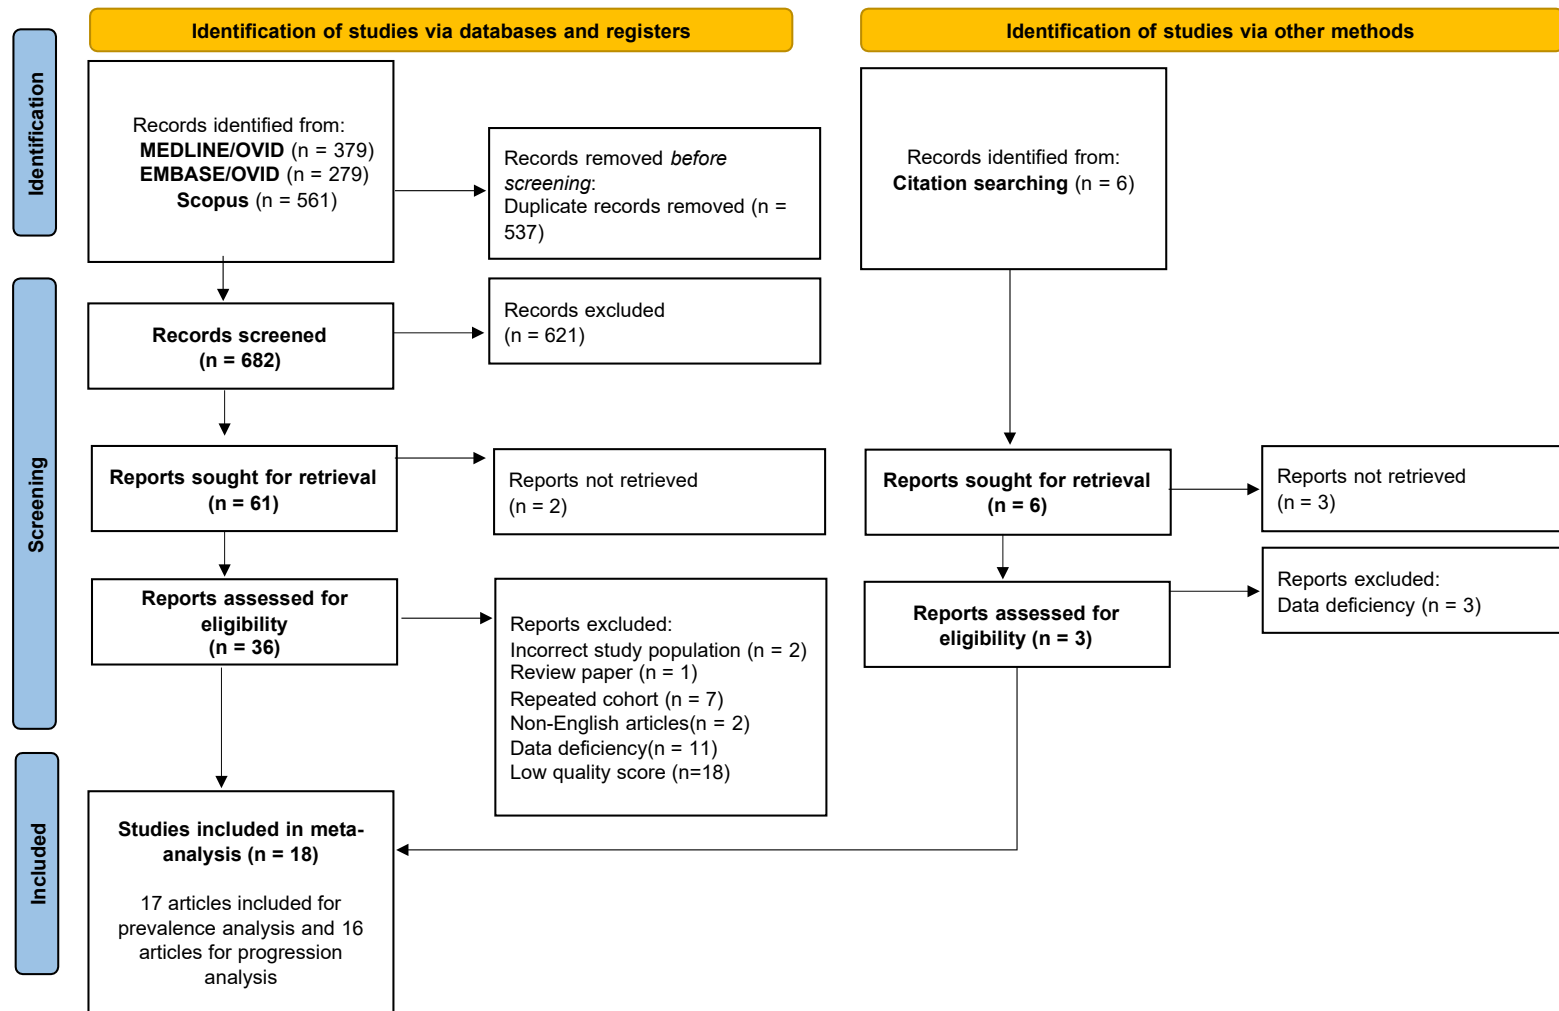 Identification of studies via databases and registers
Identification of studies via other methods
Identification
Records identified from:
MEDLINE/OVID (n = 379)
EMBASE/OVID (n = 279)
Scopus (n = 561)
Records removed before
screening:
Duplicate records removed (n =
537)
Records identified from:
Citation searching (n = 6)
Screening
Records screened
(n = 682)
Records excluded
(n = 621)
Reports sought for retrieval
(n = 61)
Reports not retrieved
(n = 2)
Reports sought for retrieval
(n = 6)
Reports not retrieved
(n = 3)
Reports assessed for
eligibility
(n = 36)
Reports excluded:
Incorrect study population (n = 2)
Review paper (n = 1)
Repeated cohort (n = 7)
Non-English articles(n = 2)
Data deficiency(n = 11)
Low quality score (n=18)
Reports assessed for
eligibility (n = 3)
Reports excluded:
Data deficiency (n = 3)
Included
Studies included in meta-
analysis (n = 18)
17 articles included for
prevalence analysis and 16
articles for progression
analysis